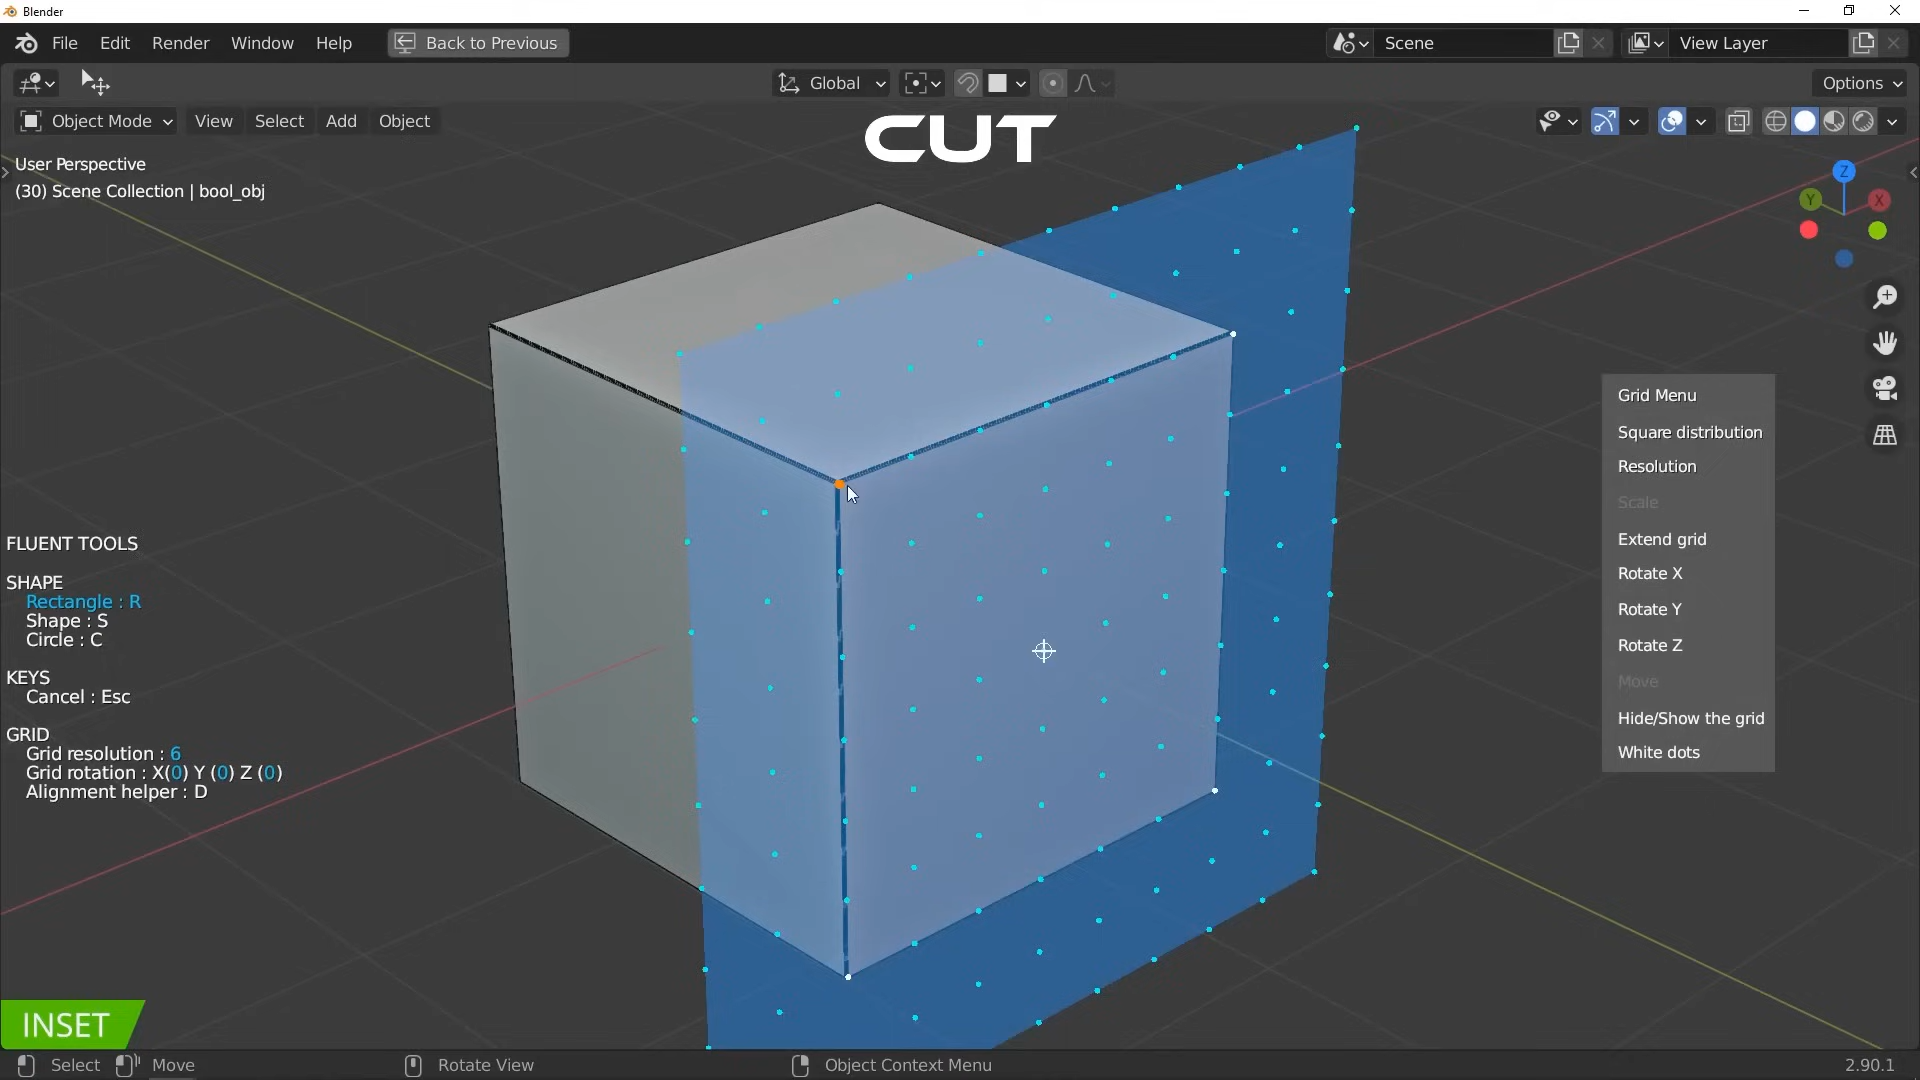 Blender
File Edit Render Window Help Back to Previous Scene View Layer
Global Options
Object Mode View Select Add Object
CUT
User Perspective
(30) Scene Collection | bool_obj
Z
Y X
Grid Menu
Square distribution
Resolution
Scale
Extend grid
Rotate X
Rotate Y
Rotate Z
Move
Hide/Show the grid
White dots
FLUENT TOOLS
SHAPE
Rectangle : R
Shape : S
Circle : C
KEYS
Cancel : Esc
GRID
Grid resolution : 6
Grid rotation : X(0) Y (0) Z (0)
Alignment helper : D
INSET
Select Move Rotate View Object Context Menu 2.90.1